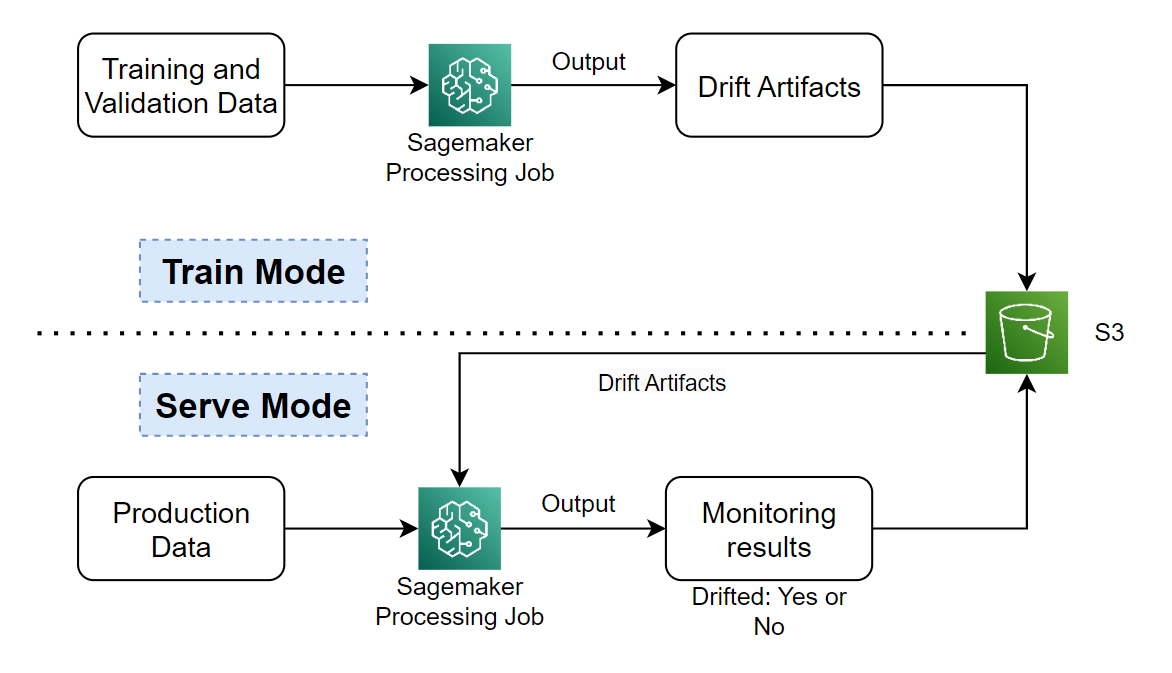 Training and
Validation Data
Output
Drift Artifacts
Sagemaker
Processing Job
Train Mode
S3
Drift Artifacts
Serve Mode
Production
Data
Output
Monitoring
results
Sagemaker
Processing Job
Drifted: Yes or
No